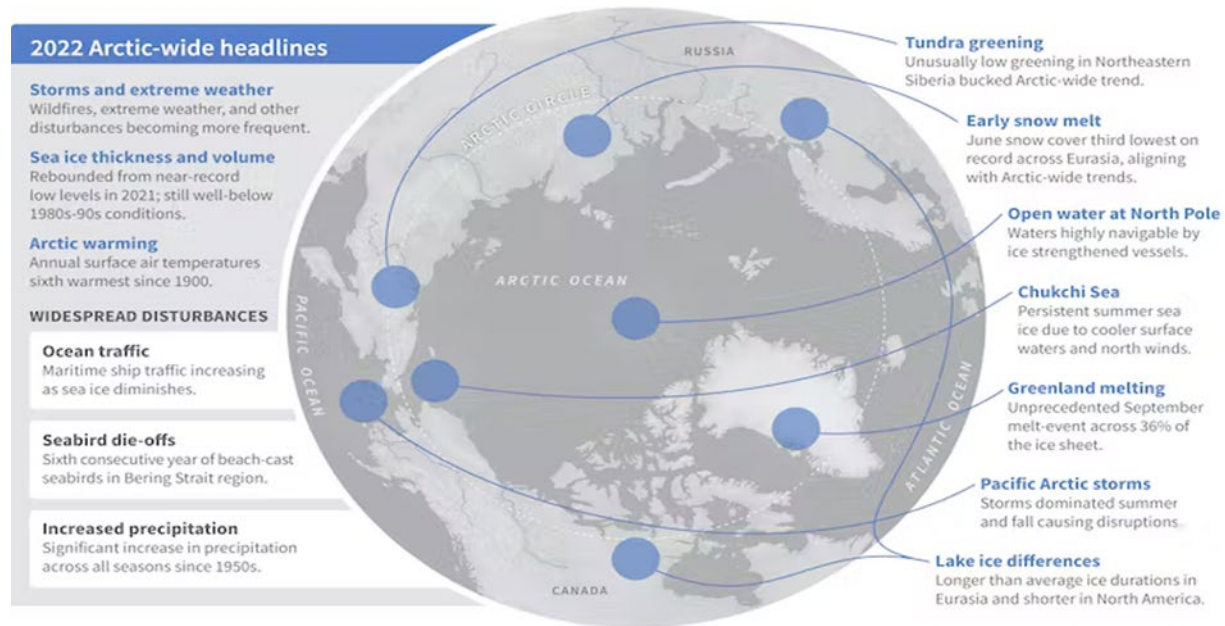 2022 Arctic-wide headlines
Storms and extreme weather
Wildfires, extreme weather, and other
disturbances becoming more frequent.
Sea ice thickness and volume
Rebounded from near-record
low levels in 2021; still well-below
1980s-90s conditions.
Arctic warming
Annual surface air temperatures
sixth warmest since 1900.
WIDESPREAD DISTURBANCES
Ocean traffic
Maritime ship traffic increasing
as sea ice diminishes.
Seabird die-offs
Sixth consecutive year of beach-cast
seabirds in Bering Strait region.
Increased precipitation
Significant increase in precipitation
across all seasons since 1950s.
RUSSIA
ARCTIC CIRCLE
ARCTIC OCEAN
PACIFIC OCEAN
ATLANTIC OCEAN
CANADA
Tundra greening
Unusually low greening in Northeastern
Siberia bucked Arctic-wide trend.
Early snow melt
June snow cover third lowest on
record across Eurasia, aligning
with Arctic-wide trends.
Open water at North Pole
Waters highly navigable by
ice strengthened vessels.
Chukchi Sea
Persistent summer sea
ice due to cooler surface
waters and north winds.
Greenland melting
Unprecedented September
melt-event across 36% of
the ice sheet.
Pacific Arctic storms
Storms dominated summer
and fall causing disruptions
Lake ice differences
Longer than average ice durations in
Eurasia and shorter in North America.